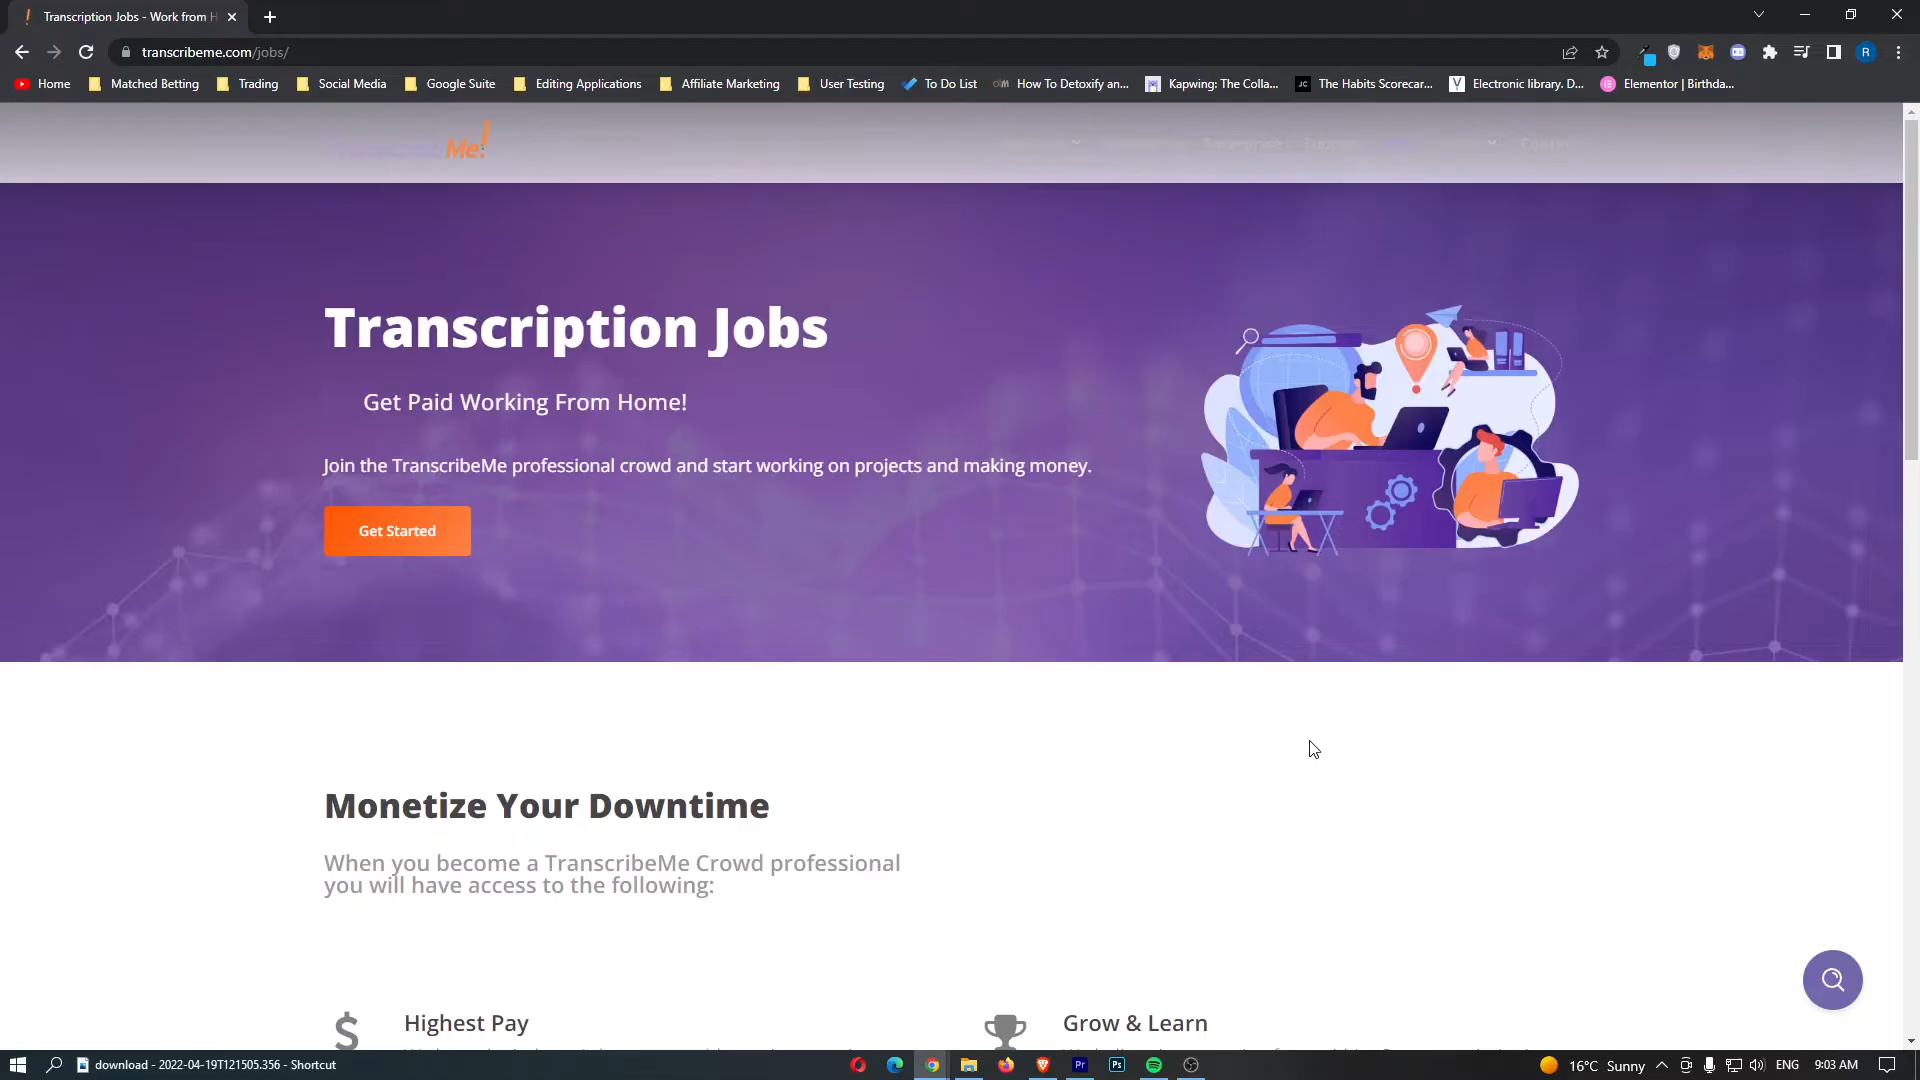 Transcription Jobs - Work from H
transcribeme.com/jobs/
R
Home Matched Betting Trading Social Media Google Suite Editing Applications Affiliate Marketing User Testing To Do List How To Detoxify an... Kapwing: The Colla... JC The Habits Scorecar... Electronic library. D... Elementor | Birthda...
Me!
Transcription Jobs
Get Paid Working From Home!
Join the TranscribeMe professional crowd and start working on projects and making money.
Get Started
Monetize Your Downtime
When you become a TranscribeMe Crowd professional
you will have access to the following:
$ Highest Pay Grow & Learn
download - 2022-04-19T121505.356 - Shortcut Pr Ps 16°C Sunny ENG 9:03 AM